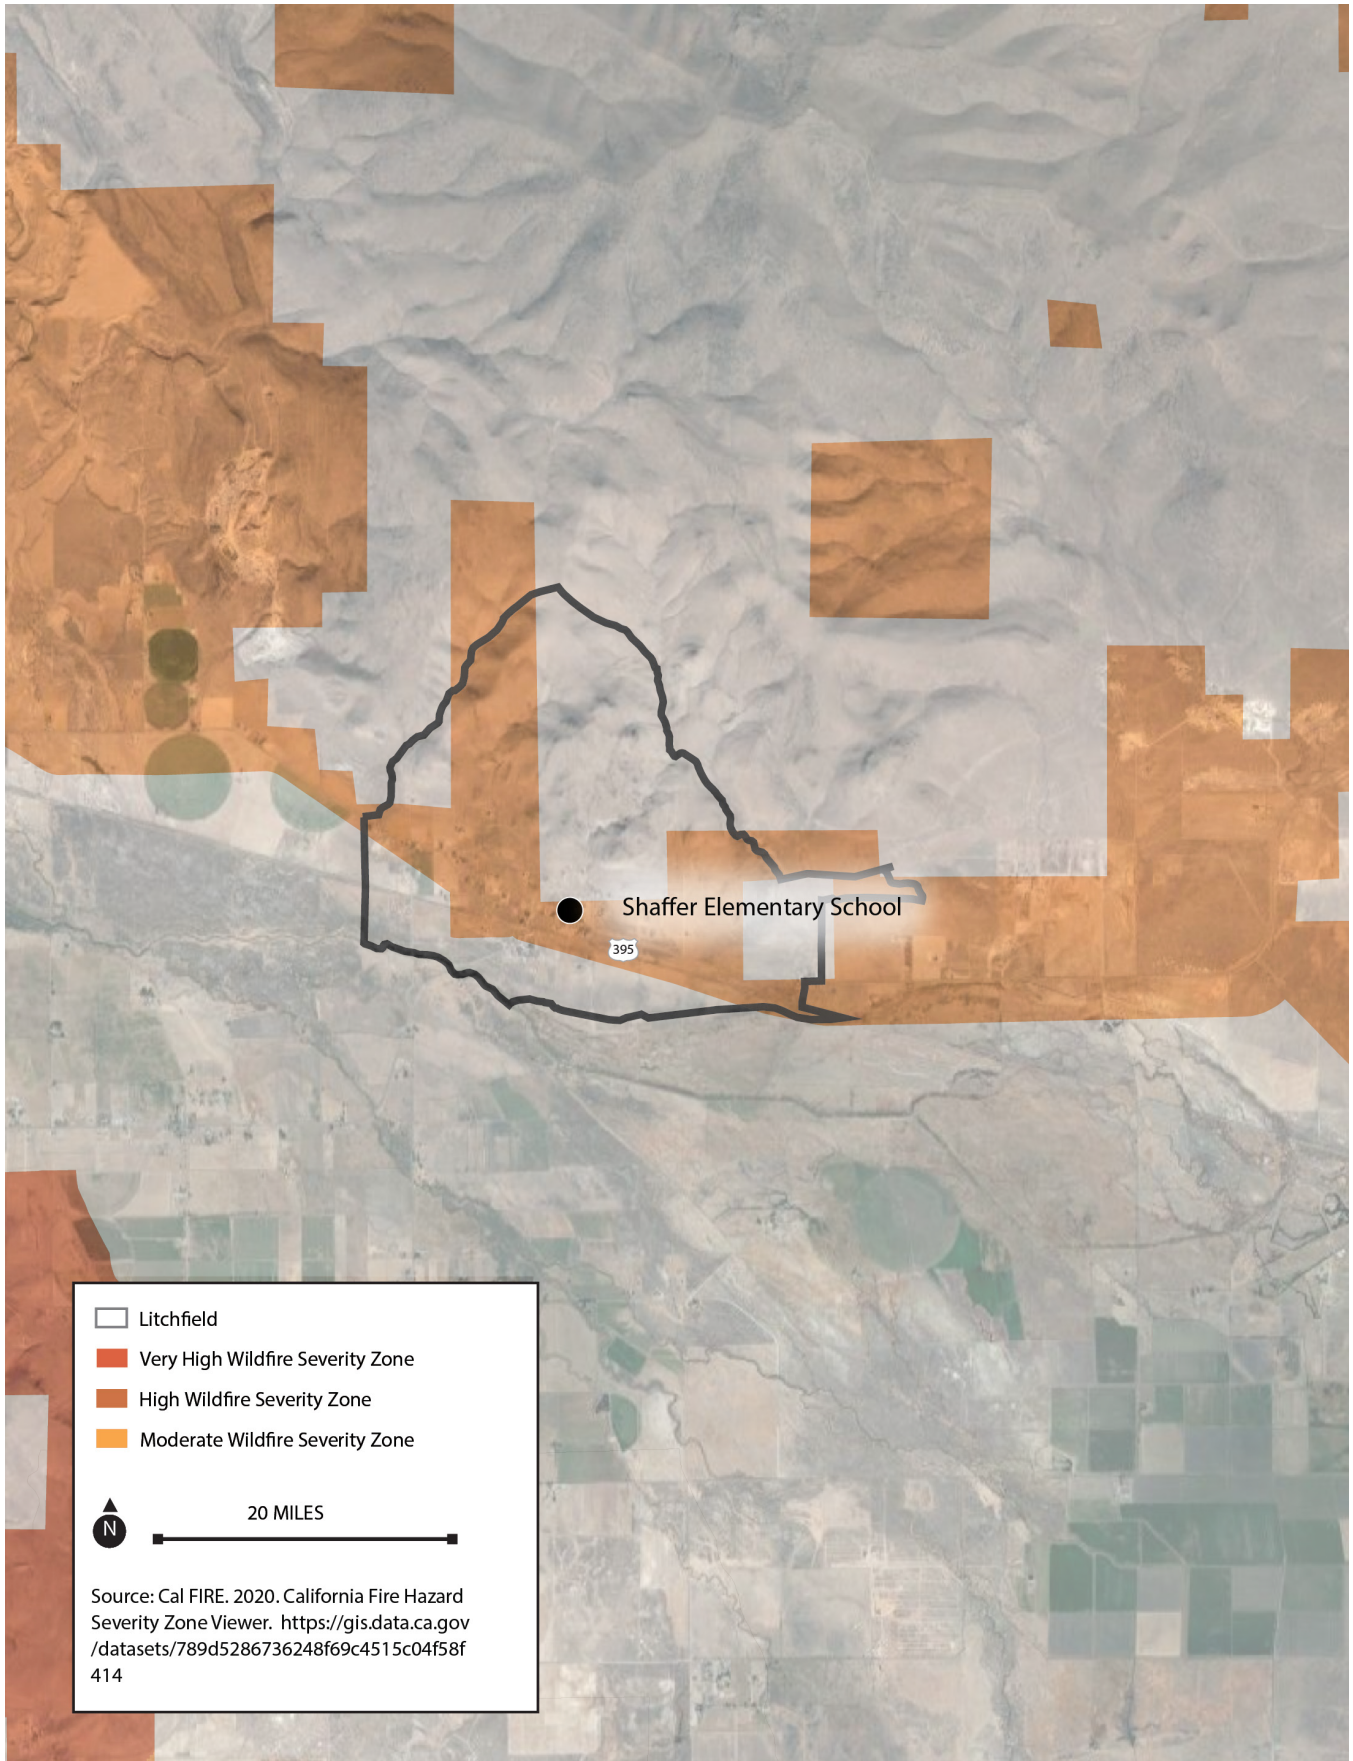 Shaffer Elementary School
395
Litchfield
Very High Wildfire Severity Zone
High Wildfire Severity Zone
Moderate Wildfire Severity Zone
20 MILES
N
Source: Cal FIRE. 2020. California Fire Hazard
Severity Zone Viewer. https://gis.data.ca.gov
/datasets/789d5286736248f69c4515c04f58f
414